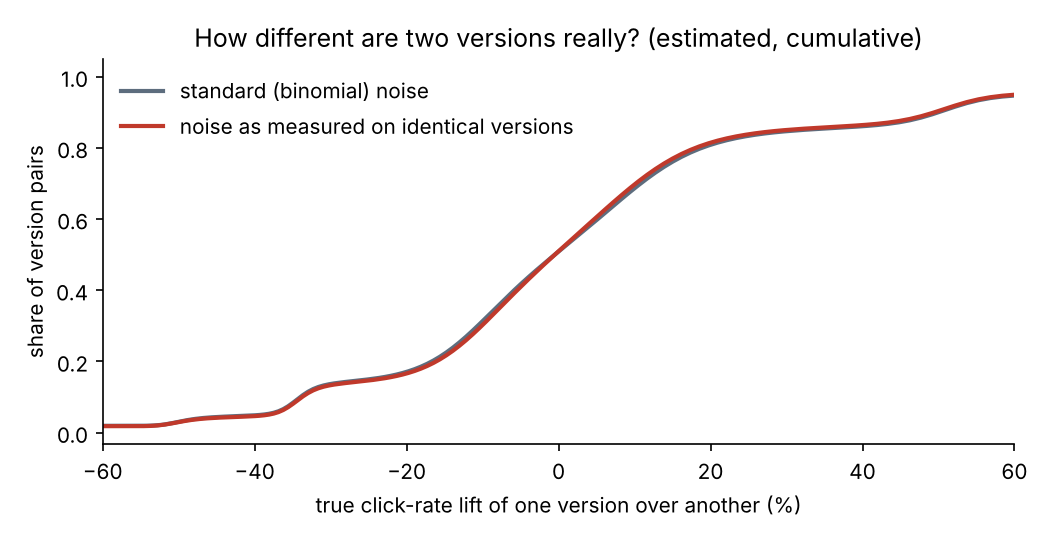 How different are two versions really? (estimated, cumulative)
standard (binomial) noise
noise as measured on identical versions
share of version pairs
1.0
0.8
0.6
0.4
0.2
0.0
−60
−40
−20
0
20
40
60
true click-rate lift of one version over another (%)